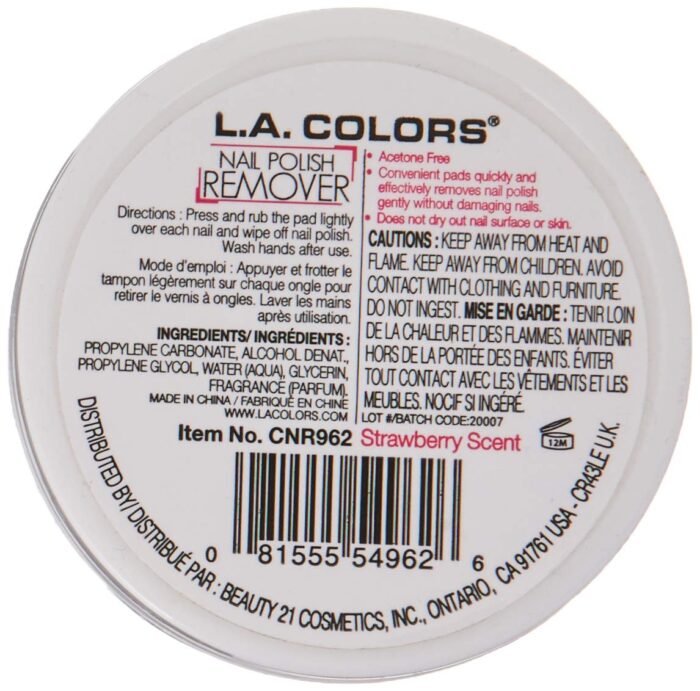 L.A. COLORS®
NAIL POLISH
REMOVER
Directions : Press and rub the pad lightly
over each nail and wipe off nail polish.
Wash hands after use.
Mode d'emploi : Appuyer et frotter le
tampon légèrement sur chaque ongle pour
retirer le vernis à ongles. Laver les mains
après utilisation.
INGREDIENTS/ INGRÉDIENTS :
PROPYLENE CARBONATE, ALCOHOL DENAT.,
PROPYLENE GLYCOL, WATER (AQUA), GLYCERIN,
FRAGRANCE (PARFUM).
MADE IN CHINA / FABRIQUÉ EN CHINE
WWW.LACOLORS.COM
• Acetone Free
• Convenient pads quickly and
effectively removes nail polish
gently without damaging nails.
• Does not dry out nail surface or skin.
CAUTIONS : KEEP AWAY FROM HEAT AND
FLAME. KEEP AWAY FROM CHILDREN. AVOID
CONTACT WITH CLOTHING AND FURNITURE.
DO NOT INGEST. MISE EN GARDE : TENIR LOIN
DE LA CHALEUR ET DES FLAMMES. MAINTENIR
HORS DE LA PORTÉE DES ENFANTS. ÉVITER
TOUT CONTACT AVEC LES VÊTEMENTS ET LES
MEUBLES. NOCIF SI INGÉRÉ.
LOT #/BATCH CODE:20007
Item No. CNR962 Strawberry Scent
12M
0 81555 54962 6
DISTRIBUTED BY/DISTRIBUÉ PAR : BEAUTY 21 COSMETICS, INC., ONTARIO, CA 91761 USA - CR43LE U.K.